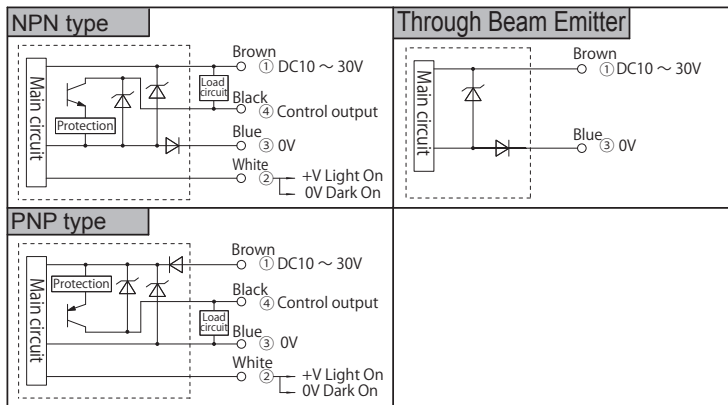 NPN type
Main circuit
Protection
Load
circuit
Brown
① DC10 ～ 30V
Black
④ Control output
Blue
③ 0V
White
② +V Light On
0V Dark On
Through Beam Emitter
Main circuit
Brown
① DC10 ～ 30V
Blue
③ 0V
PNP type
Main circuit
Protection
Load
circuit
Brown
① DC10 ～ 30V
Black
④ Control output
Blue
③ 0V
White
② +V Light On
0V Dark On